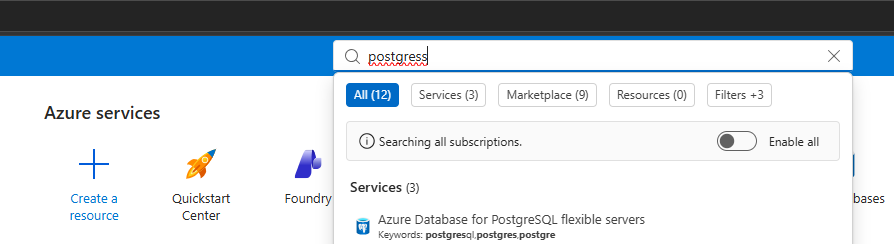 postgress
All (12) Services (3) Marketplace (9) Resources (0) Filters +3
Azure services
Searching all subscriptions. Enable all
Create a resource
Quickstart Center
Foundry
bases
Services (3)
Azure Database for PostgreSQL flexible servers
Keywords: postgresql,postgres,postgre